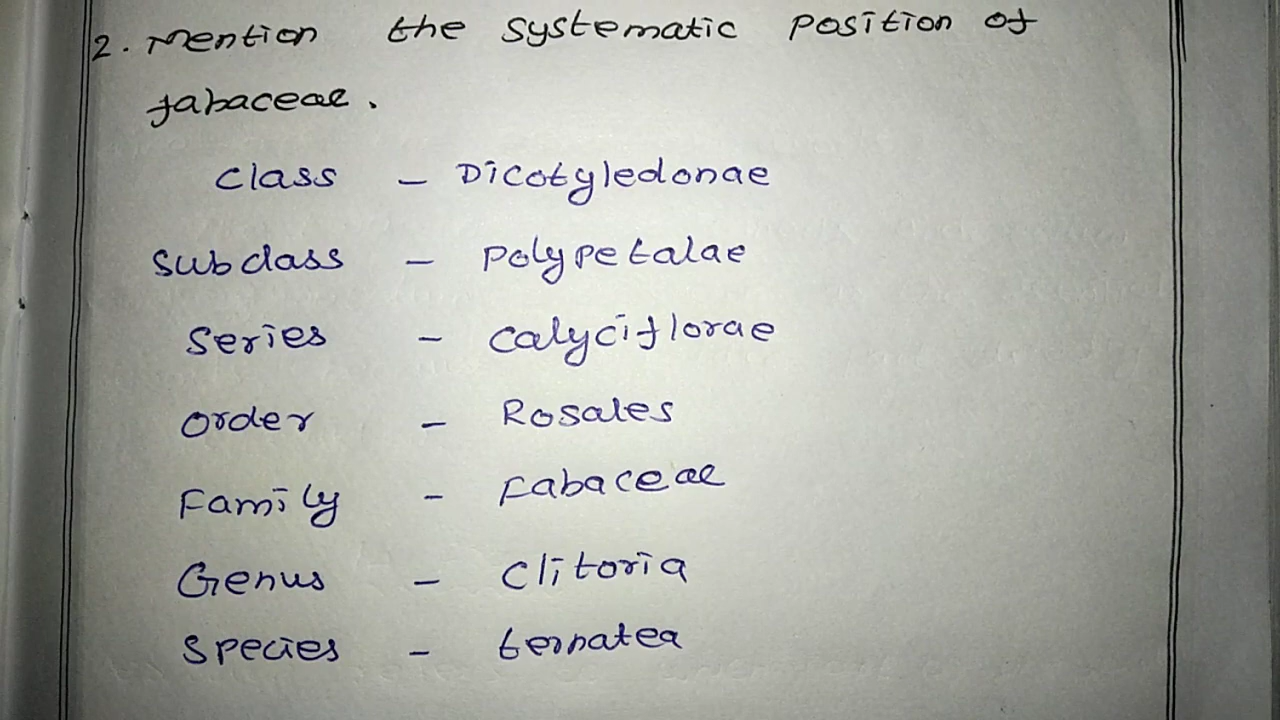 2. Mention the systematic position of
fabaceae.
Class - Dicotyledonae
Subclass - Polypetalae
Series - Calyciflorae
Order - Rosales
Family - Fabaceae
Genus - Clitoria
Species - ternatea